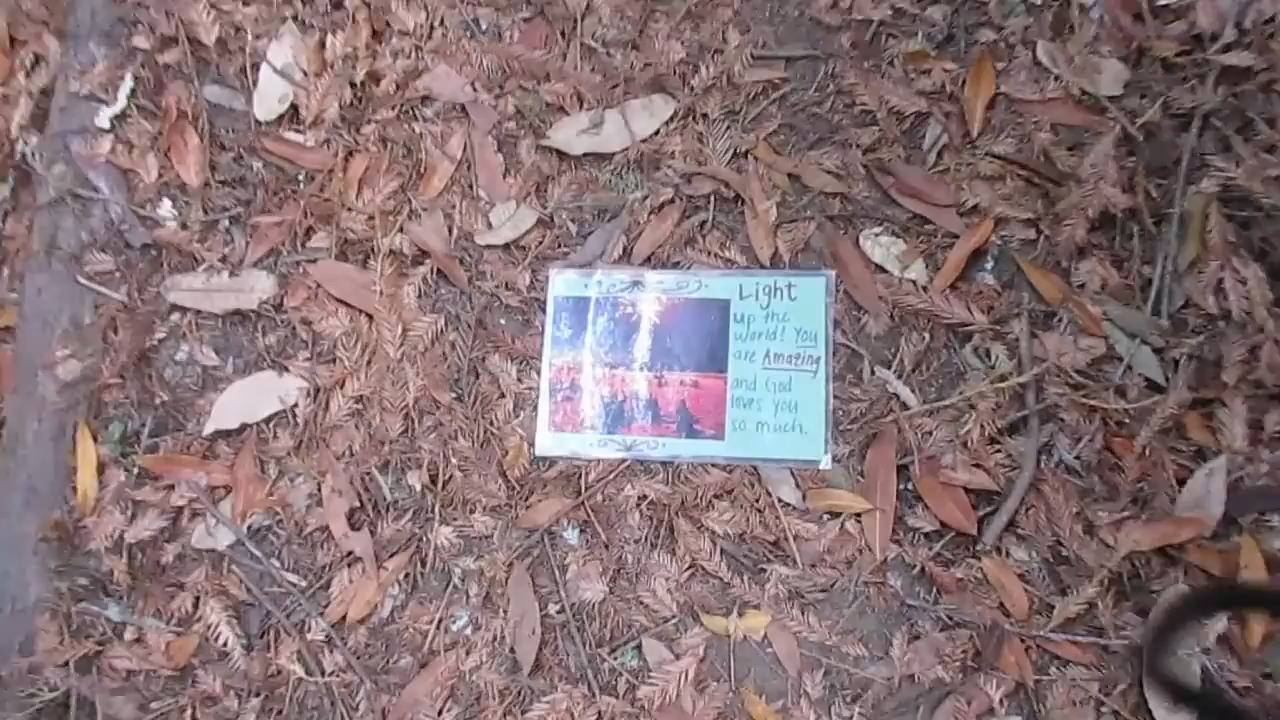 Light
up the
world! You
are Amazing
and God
loves you
so much.